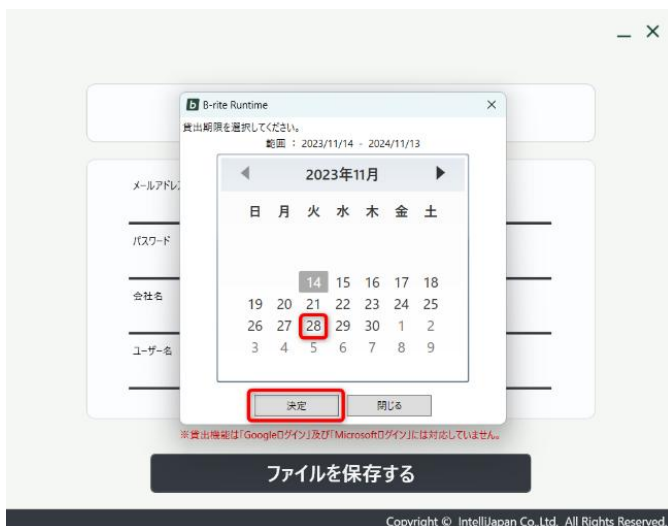 B-rite Runtime
貸出期限を選択してください。
範囲 : 2023/11/14 - 2024/11/13
2023年11月
日 月 火 水 木 金 土
14 15 16 17 18
19 20 21 22 23 24 25
26 27 28 29 30 1 2
3 4 5 6 7 8 9
決定 閉じる
メールアドレス
パスワード
会社名
ユーザー名
※貸出機能は「Googleログイン」及び「Microsoftログイン」には対応していません。
ファイルを保存する
Copyright © IntelliJapan Co.,Ltd. All Rights Reserved